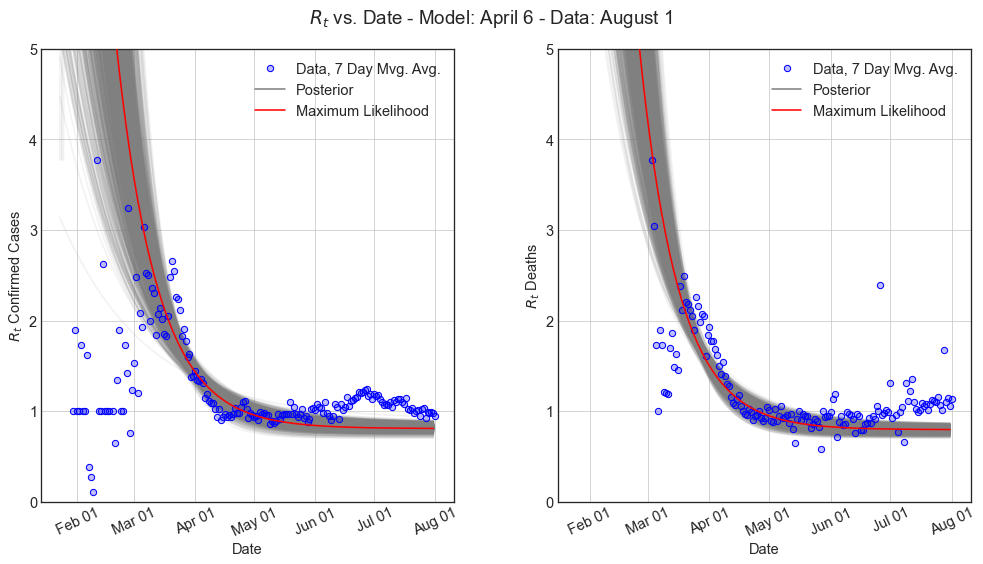 R_t vs. Date - Model: April 6 - Data: August 1
5
4
3
2
1
0
R_t Confirmed Cases
Data, 7 Day Mvg. Avg.
Posterior
Maximum Likelihood
Feb 01
Mar 01
Apr 01
May 01
Jun 01
Jul 01
Aug 01
Date
5
4
3
2
1
0
R_t Deaths
Data, 7 Day Mvg. Avg.
Posterior
Maximum Likelihood
Feb 01
Mar 01
Apr 01
May 01
Jun 01
Jul 01
Aug 01
Date